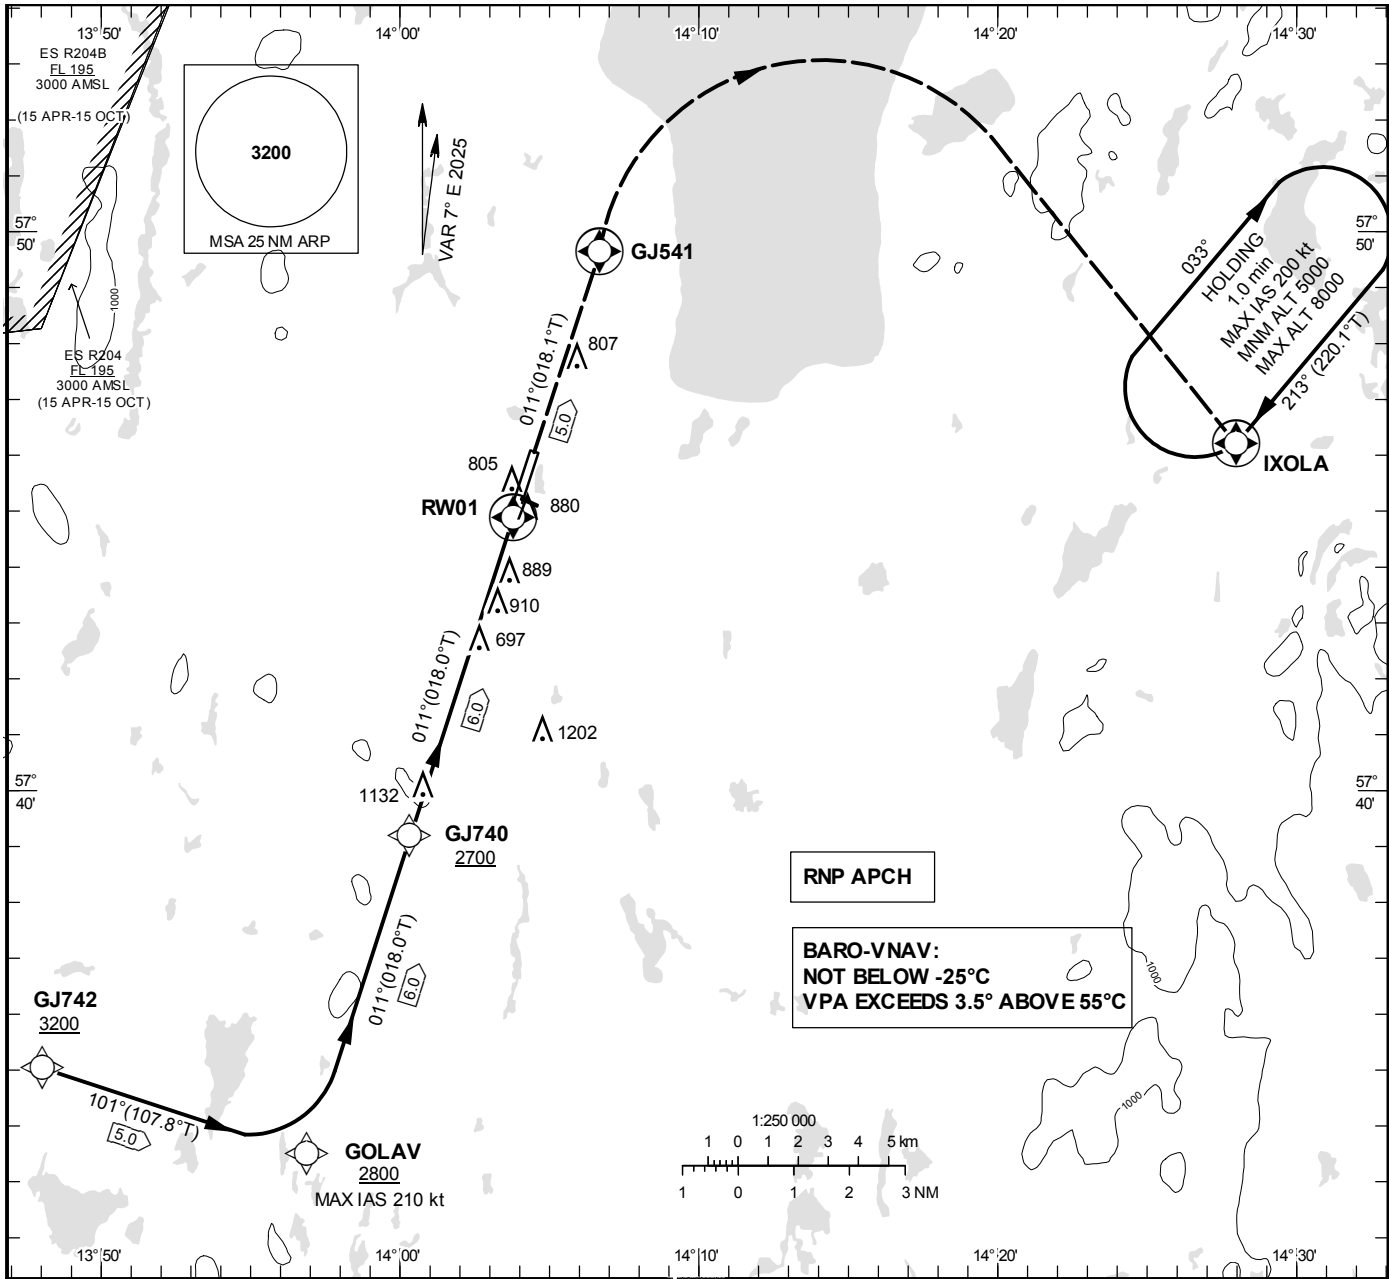 13°50'
14°00'
14°10'
14°20'
14°30'
ES R204B
FL 195
3000 AMSL
(15 APR-15 OCT)
3200
MSA 25 NM ARP
VAR 7° E 2025
57°
50'
57°
50'
1000
ES R204
FL 195
3000 AMSL
(15 APR-15 OCT)
GJ541
033°
HOLDING
1.0 min
MAX IAS 200 kt
MNM ALT 5000
MAX ALT 8000
213° (220.1°T)
IXOLA
807
011°(018.1°T)
5.0
805
RW01
880
889
910
697
011°(018.0°T)
6.0
1202
57°
40'
57°
40'
1132
GJ740
2700
RNP APCH
BARO-VNAV:
NOT BELOW -25°C
VPA EXCEEDS 3.5° ABOVE 55°C
1000
1000
011°(018.0°T)
6.0
GJ742
3200
101°(107.8°T)
5.0
GOLAV
2800
MAX IAS 210 kt
1:250 000
1 0 1 2 3 4 5 km
1 0 1 2 3 NM
13°50'
14°00'
14°10'
14°20'
14°30'